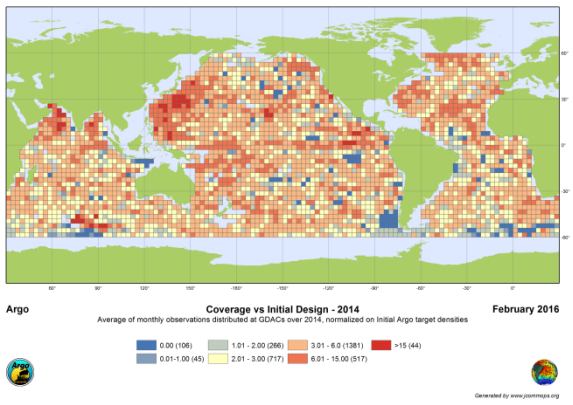 60°
30°
0°
-30°
-60°
60° 90° 120° 150° -180° -150° -120° -90° -60° -30° 0°
Argo Coverage vs Initial Design - 2014 February 2016
Average of monthly observations distributed at GDACs over 2014, normalized on Initial Argo target densities
0.00 (106) 1.01 - 2.00 (266) 3.01 - 6.0 (1381) >15 (44)
0.01-1.00 (45) 2.01 - 3.00 (717) 6.01 - 15.00 (517)
Argo
Generated by www.jcommops.org